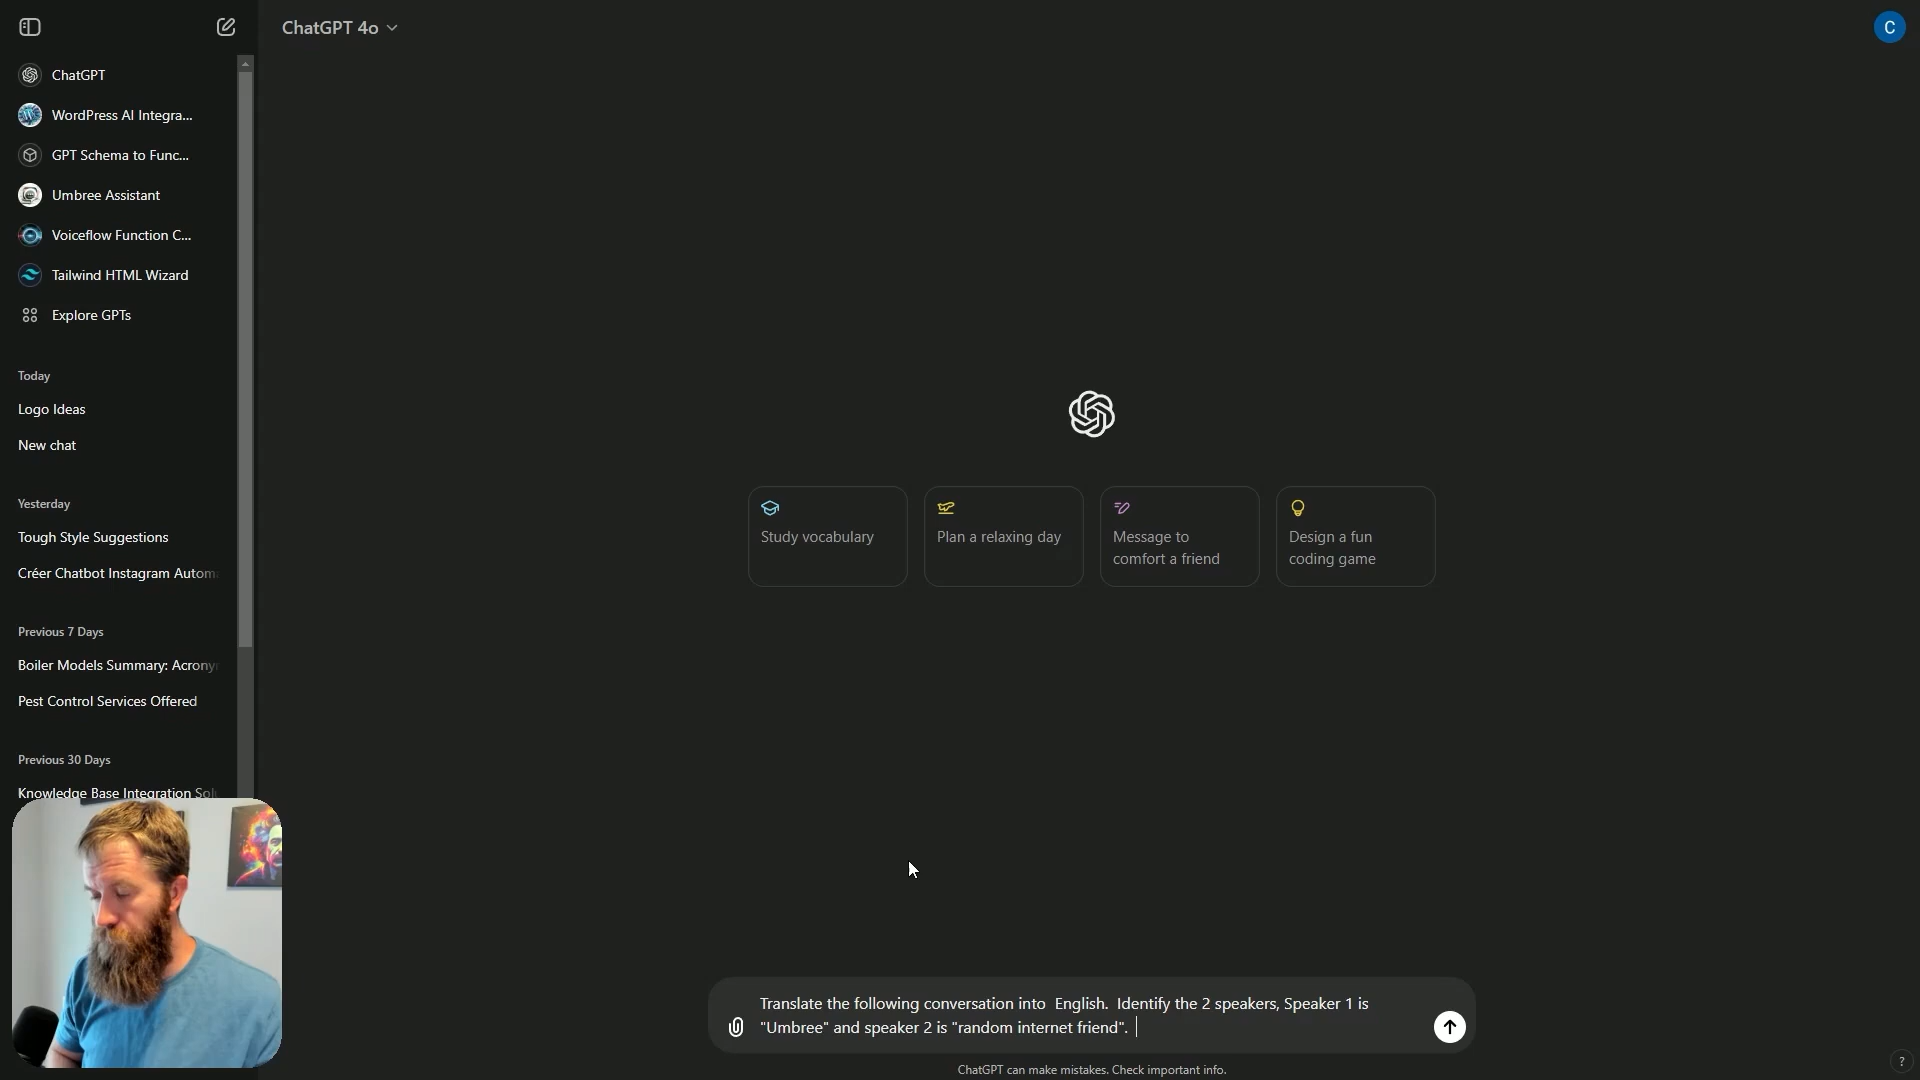 ChatGPT 4o
C
ChatGPT
WordPress AI Integra...
GPT Schema to Func...
Umbree Assistant
Voiceflow Function C...
Tailwind HTML Wizard
Explore GPTs
Today
Logo Ideas
New chat
Yesterday
Tough Style Suggestions
Créer Chatbot Instagram Autom
Previous 7 Days
Boiler Models Summary: Acrony
Pest Control Services Offered
Previous 30 Days
Knowledge Base Integration Sol
Study vocabulary
Plan a relaxing day
Message to
comfort a friend
Design a fun
coding game
Translate the following conversation into  English.  Identify the 2 speakers, Speaker 1 is
"Umbree" and speaker 2 is "random internet friend".
ChatGPT can make mistakes. Check important info.
?